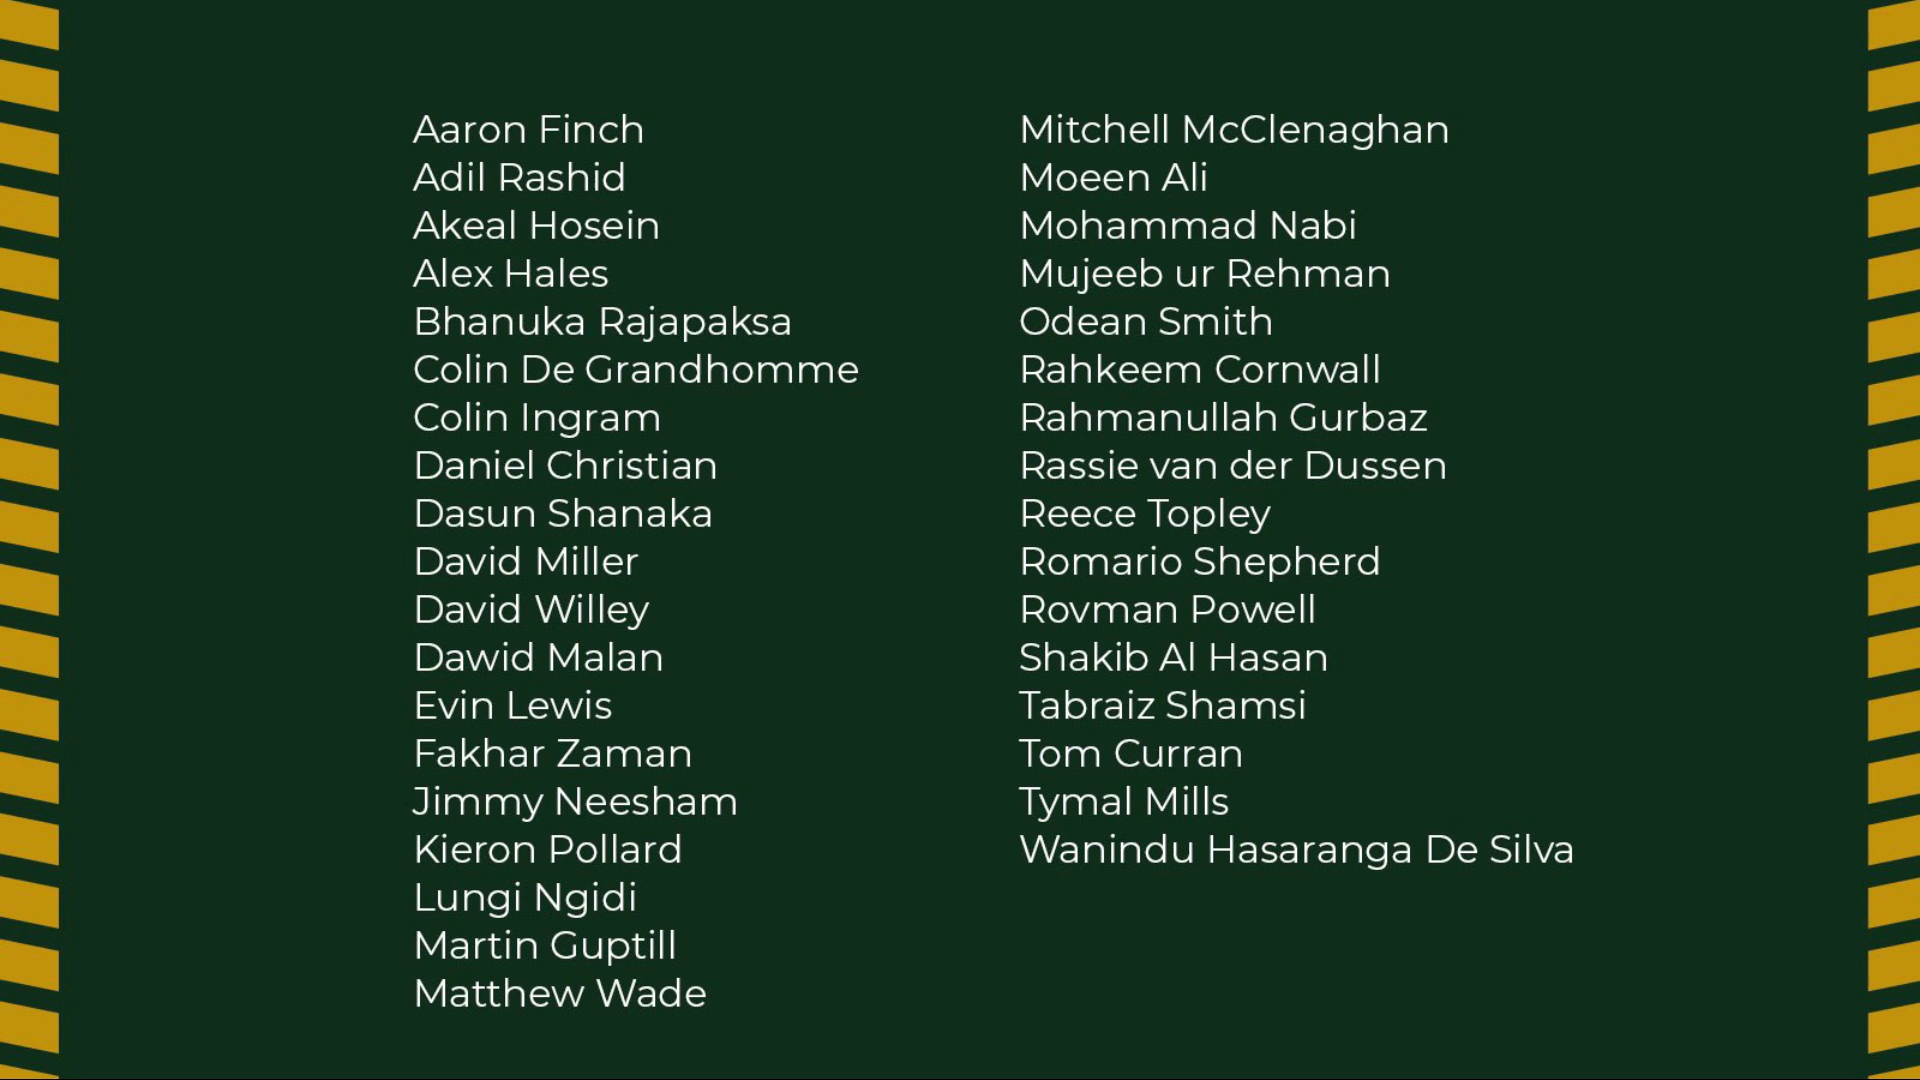 Aaron Finch
Adil Rashid
Akeal Hosein
Alex Hales
Bhanuka Rajapaksa
Colin De Grandhomme
Colin Ingram
Daniel Christian
Dasun Shanaka
David Miller
David Willey
Dawid Malan
Evin Lewis
Fakhar Zaman
Jimmy Neesham
Kieron Pollard
Lungi Ngidi
Martin Guptill
Matthew Wade
Mitchell McClenaghan
Moeen Ali
Mohammad Nabi
Mujeeb ur Rehman
Odean Smith
Rahkeem Cornwall
Rahmanullah Gurbaz
Rassie van der Dussen
Reece Topley
Romario Shepherd
Rovman Powell
Shakib Al Hasan
Tabraiz Shamsi
Tom Curran
Tymal Mills
Wanindu Hasaranga De Silva